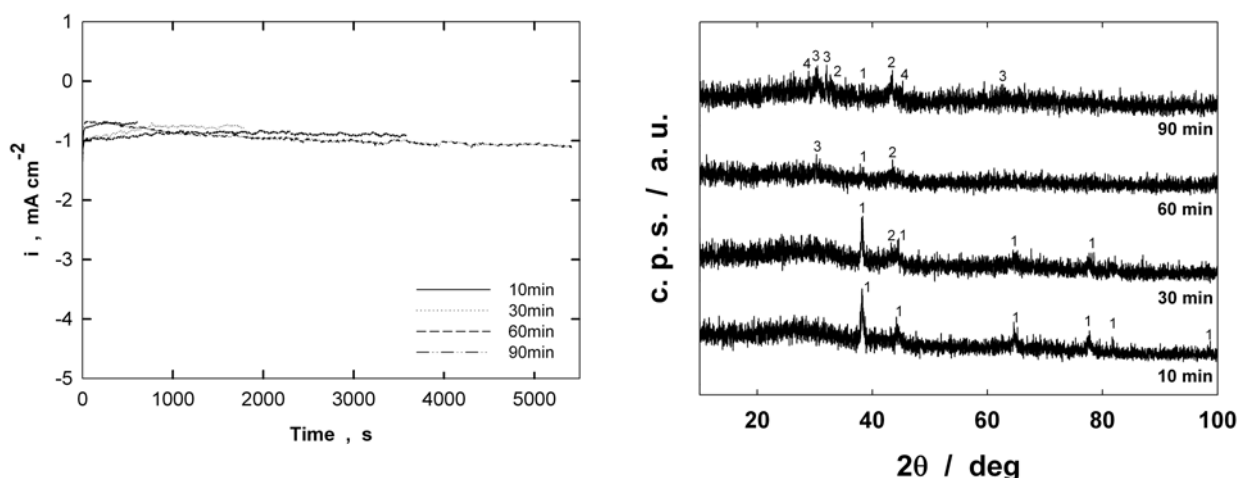 1
0
-1
-2
-3
-4
-5
i , mA cm-2
10min
30min
60min
90min
0 1000 2000 3000 4000 5000
Time , s
c. p. s. / a. u.
4 3 3 2 1 2 4 3
90 min
3 1 2
60 min
1 2 1 1 1
30 min
1 1 1 1 1 1
10 min
20 40 60 80 100
2θ / deg